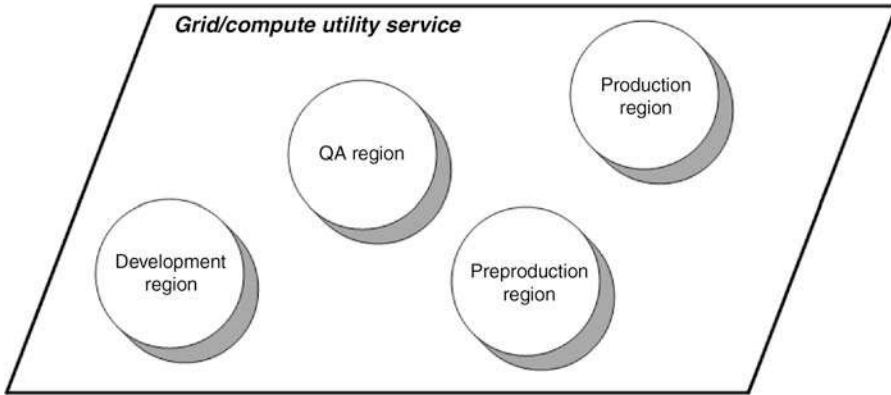 Grid/compute utility service
Production
region
QA region
Development
region
Preproduction
region